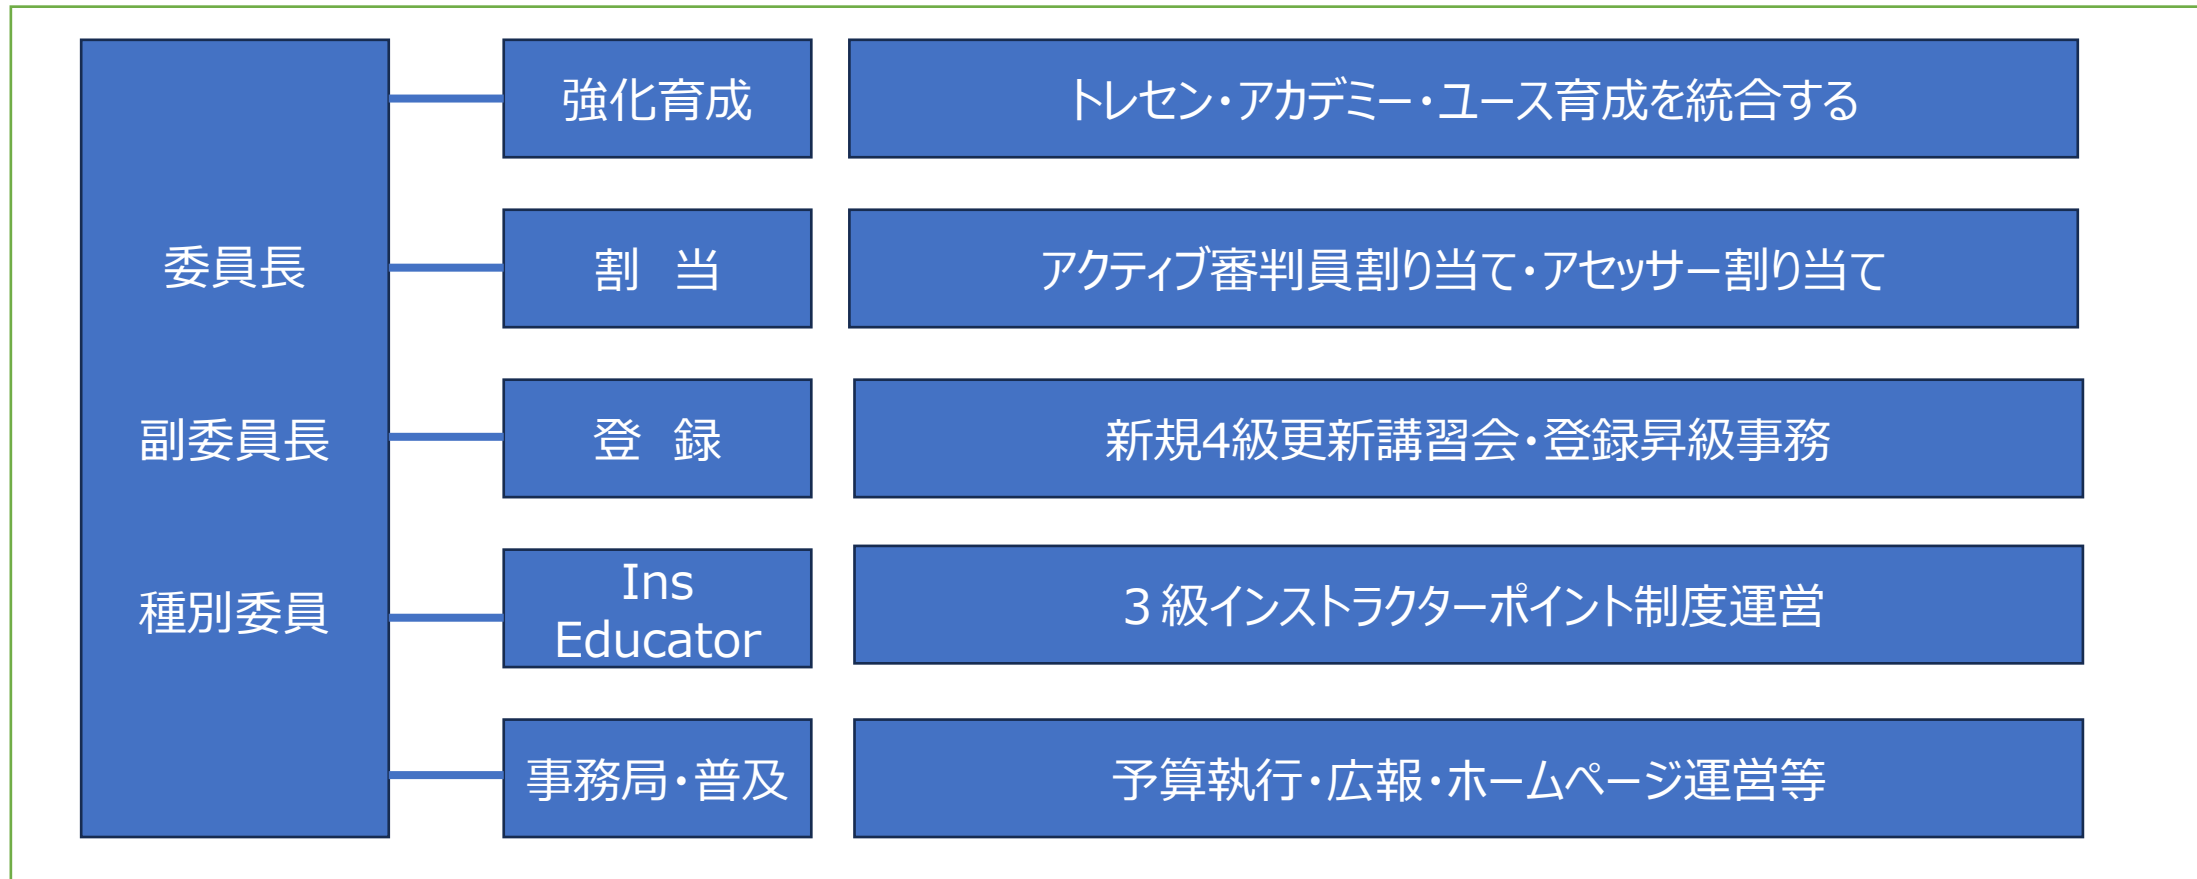 委員長
副委員長
種別委員
強化育成
トレセン・アカデミー・ユース育成を統合する
割　当
アクティブ審判員割り当て・アセッサー割り当て
登　録
新規4級更新講習会・登録昇級事務
Ins
Educator
３級インストラクターポイント制度運営
事務局・普及
予算執行・広報・ホームページ運営等